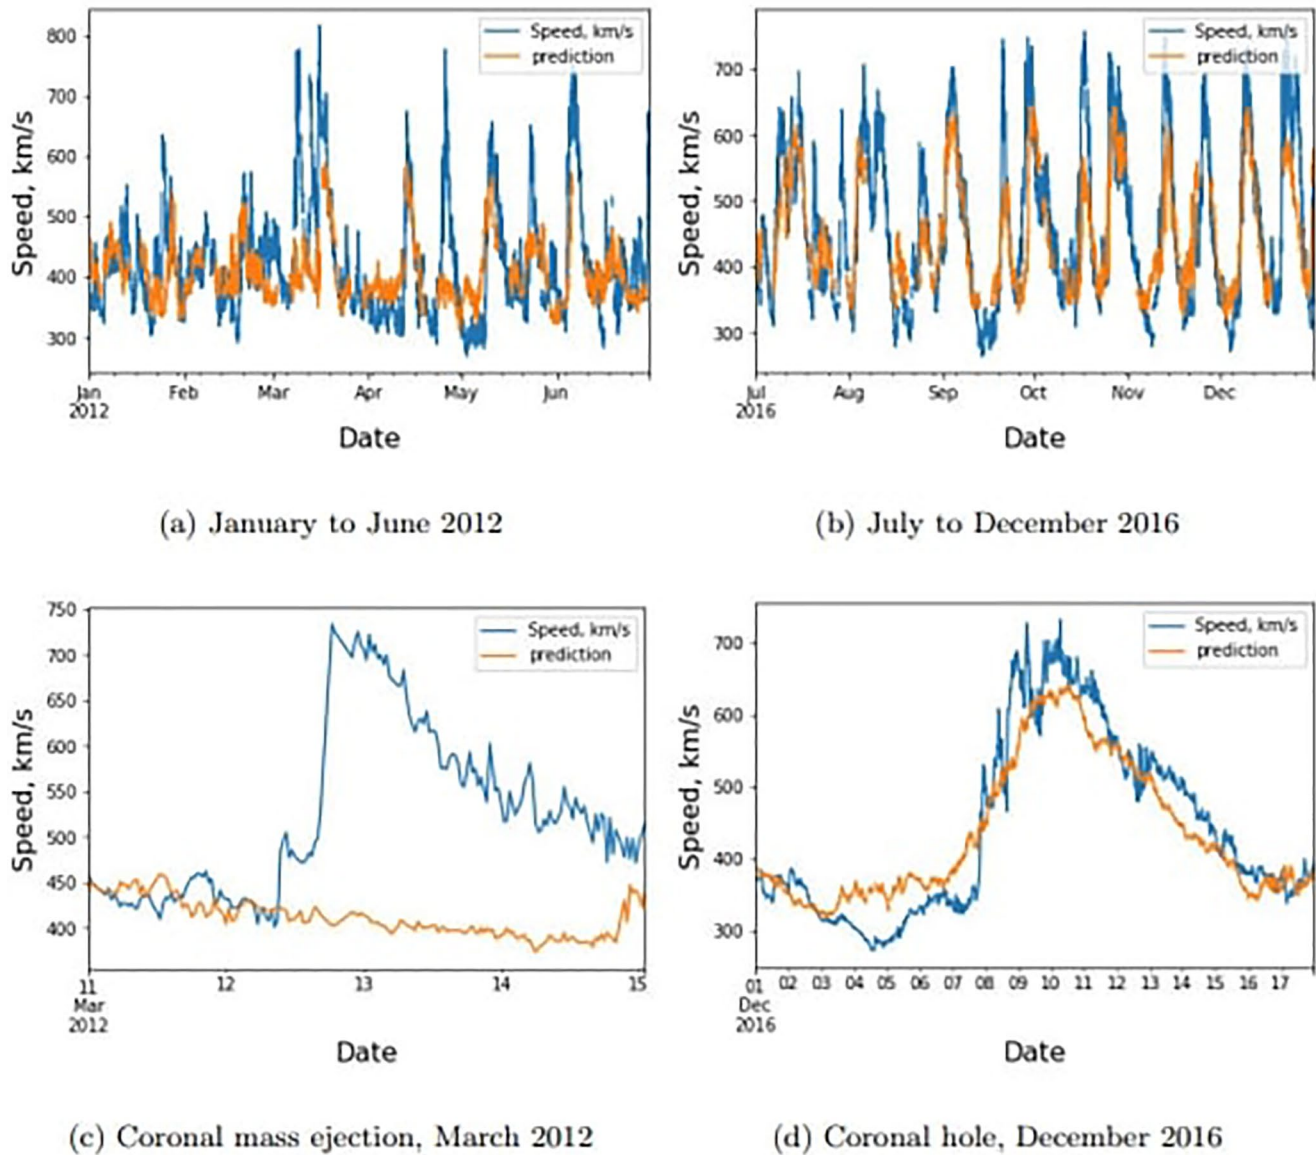 Speed, km/s
prediction
800
700
600
500
400
300
Speed, km/s
Jan
2012
Feb
Mar
Apr
May
Jun
Date
(a) January to June 2012
Speed, km/s
prediction
700
600
500
400
300
Speed, km/s
Jul
2016
Aug
Sep
Oct
Nov
Dec
Date
(b) July to December 2016
Speed, km/s
prediction
750
700
650
600
550
500
450
400
Speed, km/s
11
Mar
2012
12
13
14
15
Date
(c) Coronal mass ejection, March 2012
Speed, km/s
prediction
700
600
500
400
300
Speed, km/s
01
Dec
2016
02 03 04 05 06 07 08 09 10 11 12 13 14 15 16 17
Date
(d) Coronal hole, December 2016